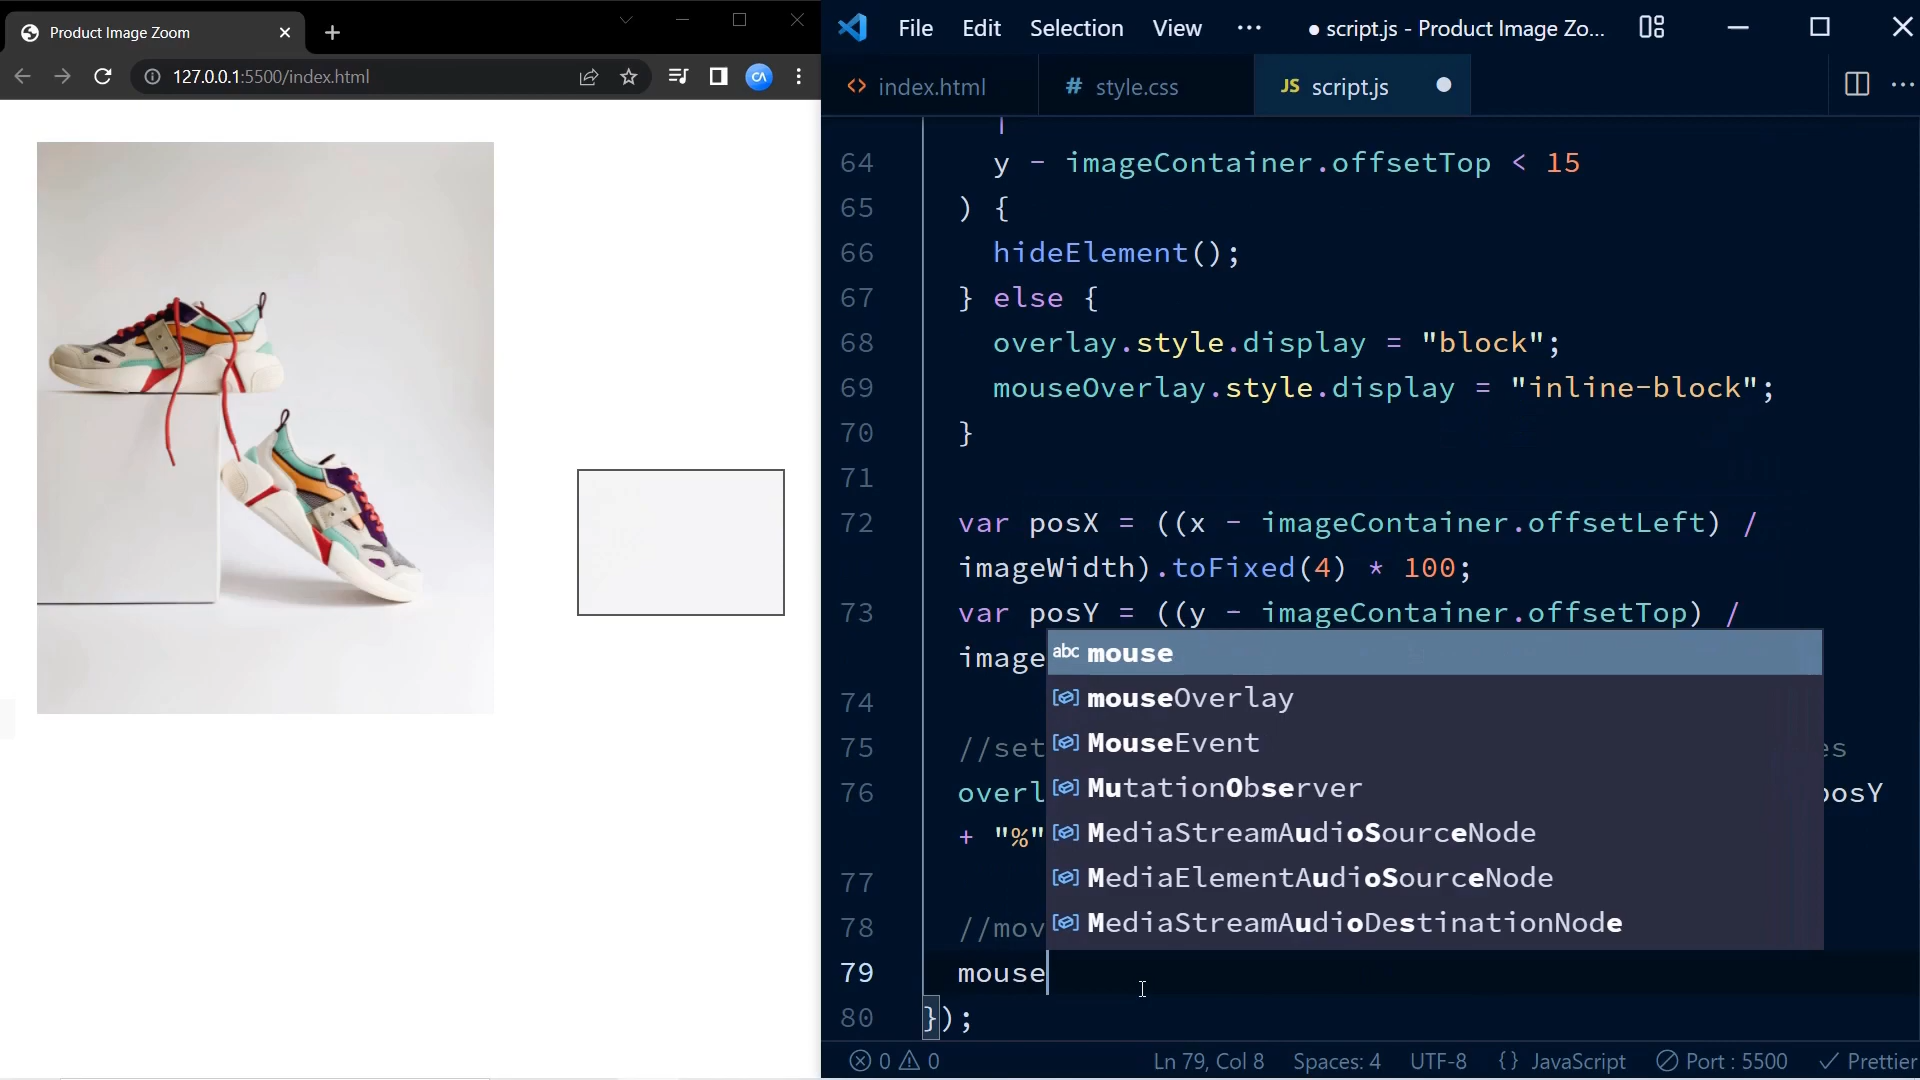 Product Image Zoom
127.0.0.1:5500/index.html
CA
File Edit Selection View ··· ● script.js - Product Image Zo...
<> index.html # style.css JS script.js
64 y - imageContainer.offsetTop < 15
65 ) {
66 hideElement();
67 } else {
68 overlay.style.display = "block";
69 mouseOverlay.style.display = "inline-block";
70 }
71
72 var posX = ((x - imageContainer.offsetLeft) /
imageWidth).toFixed(4) * 100;
73 var posY = ((y - imageContainer.offsetTop) /
image
abc mouse
74 mouseOverlay
75 //set MouseEvent es
76 overl MutationObserver posY
+ "%" MediaStreamAudioSourceNode
77 MediaElementAudioSourceNode
78 //mov MediaStreamAudioDestinationNode
79 mouse
80 });
0 0 Ln 79, Col 8 Spaces: 4 UTF-8 {} JavaScript Port : 5500 Prettier